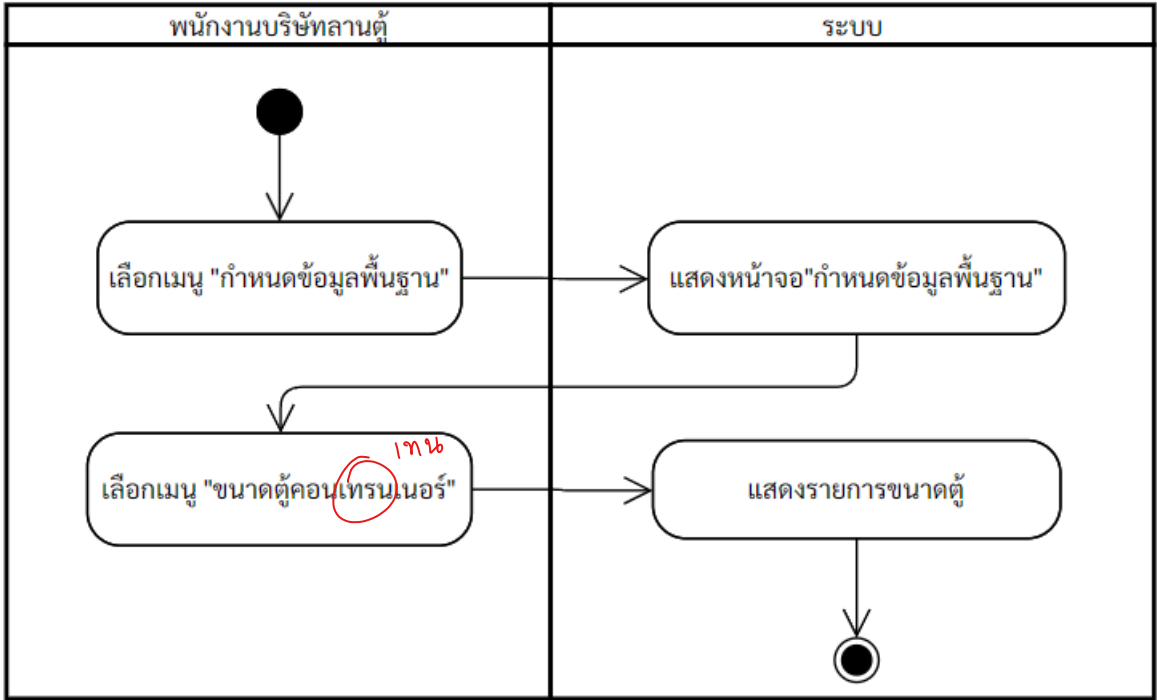 พนักงานบริษัทลานตู้
ระบบ
เลือกเมนู "กำหนดข้อมูลพื้นฐาน"
แสดงหน้าจอ"กำหนดข้อมูลพื้นฐาน"
เทน
เลือกเมนู "ขนาดตู้คอนเทรนเนอร์"
แสดงรายการขนาดตู้